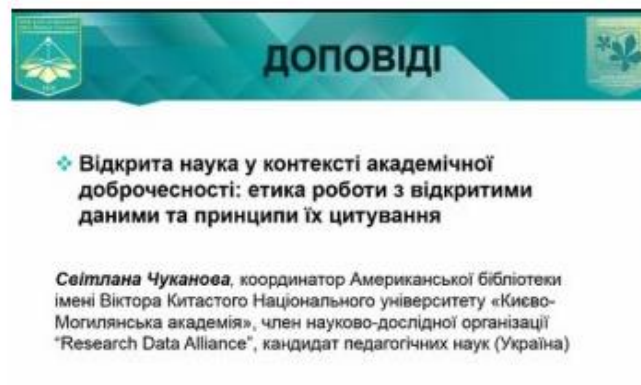 ДОПОВІДІ
Відкрита наука у контексті академічної
доброчесності: етика роботи з відкритими
даними та принципи їх цитування
Світлана Чуканова, координатор Американської бібліотеки
імені Віктора Китастого Національного університету «Києво-
Могилянська академія», член науково-дослідної організації
“Research Data Alliance”, кандидат педагогічних наук (Україна)